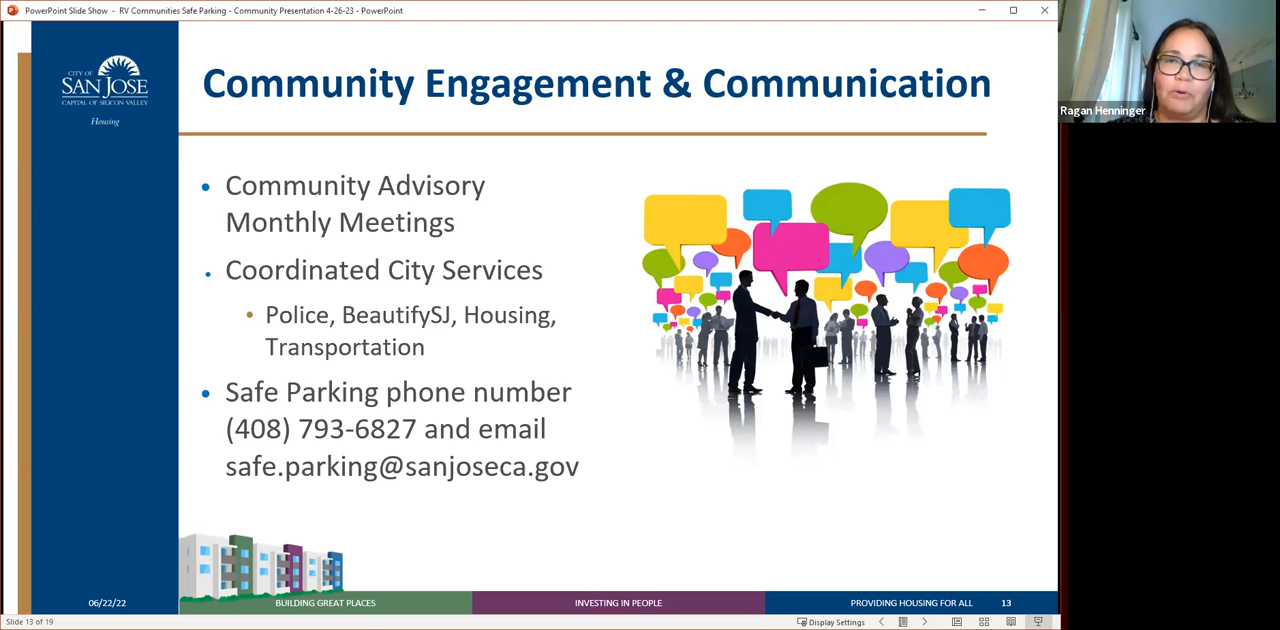 PowerPoint Slide Show - RV Communities Safe Parking - Community Presentation 4-26-23 - PowerPoint
CITY OF
SAN JOSE
CAPITAL OF SILICON VALLEY
Housing
Community Engagement & Communication
• Community Advisory
Monthly Meetings
• Coordinated City Services
• Police, BeautifySJ, Housing,
Transportation
• Safe Parking phone number
(408) 793-6827 and email
safe.parking@sanjoseca.gov
Ragan Henninger
06/22/22
BUILDING GREAT PLACES
INVESTING IN PEOPLE
PROVIDING HOUSING FOR ALL
13
Slide 13 of 19
Display Settings